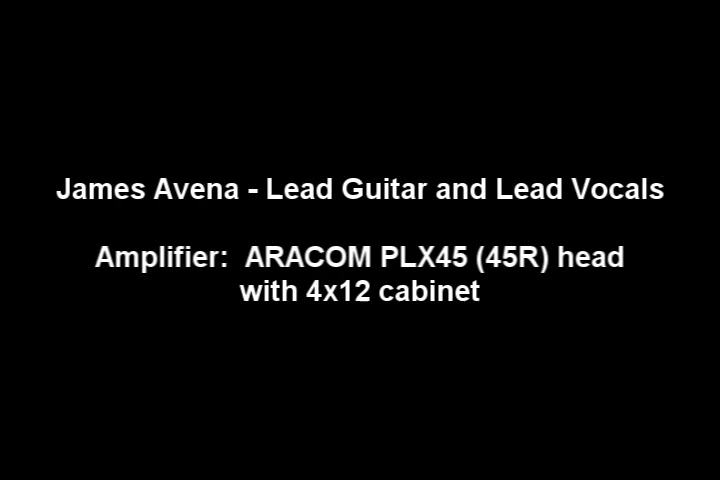 James Avena - Lead Guitar and Lead Vocals
Amplifier:  ARACOM PLX45 (45R) head
with 4x12 cabinet